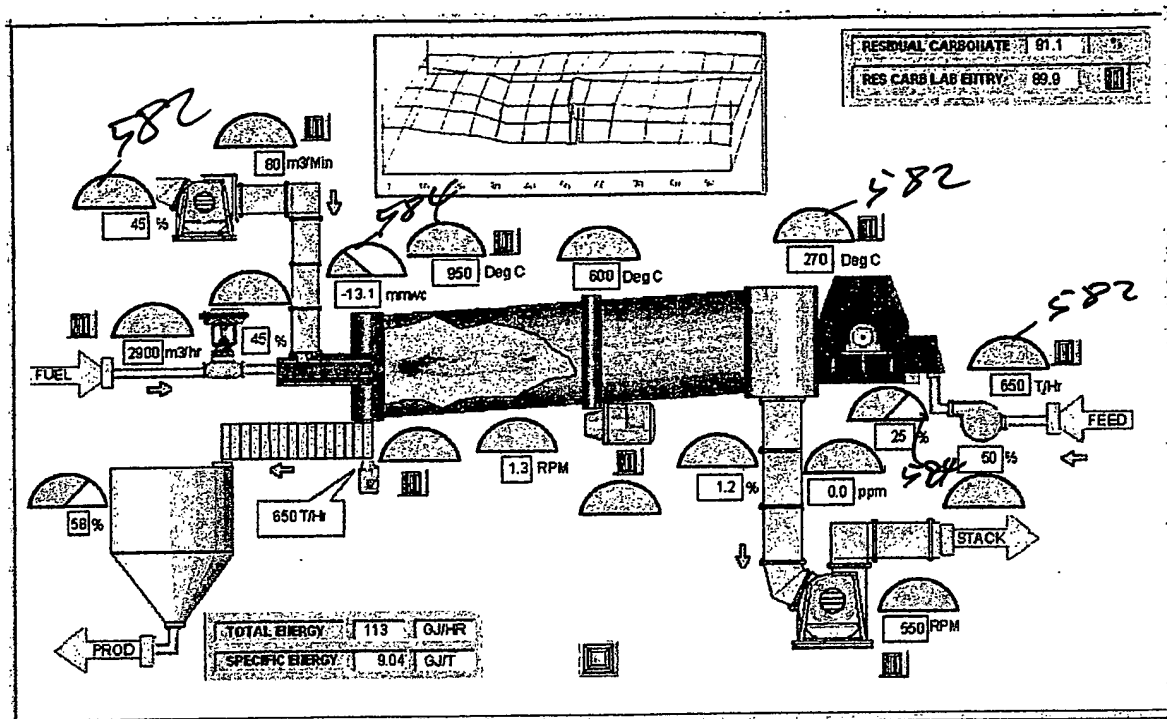 RESIDUAL CARBONATE 91.1 %
RES CARB LAB ENTRY 89.9
582
80 m3/Min
45 %
584
582
950 Deg C
600 Deg C
270 Deg C
-13.1 mmwc
582
2900 m3/hr
45 %
FUEL
650 T/Hr
25 %
FEED
584
50 %
1.3 RPM
1.2 %
0.0 ppm
58 %
650 T/Hr
STACK
550 RPM
TOTAL ENERGY 113 GJ/HR
SPECIFIC ENERGY 9.04 GJ/T
PROD